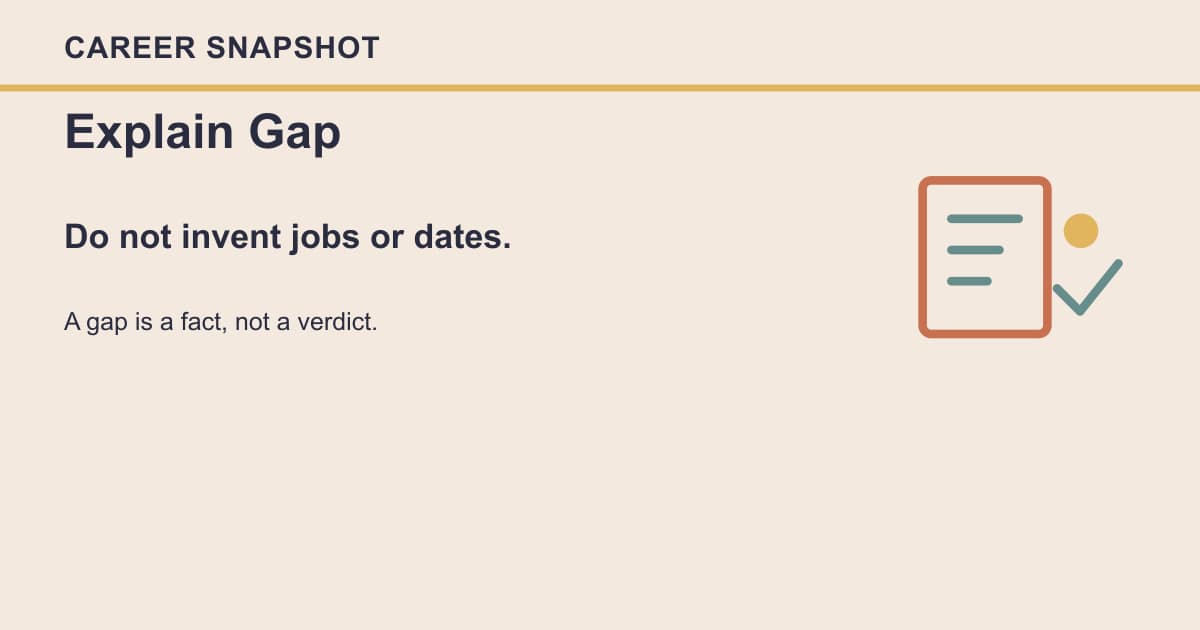 CAREER SNAPSHOT
Explain Gap
Do not invent jobs or dates.
A gap is a fact, not a verdict.